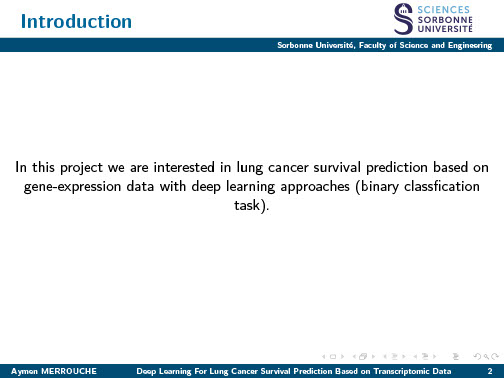 Introduction
SCIENCES
SORBONNE
UNIVERSITÉ
Sorbonne Université, Faculty of Science and Engineering
In this project we are interested in lung cancer survival prediction based on
gene-expression data with deep learning approaches (binary classfication
task).
Aymen MERROUCHE Deep Learning For Lung Cancer Survival Prediction Based on Transcriptomic Data 2